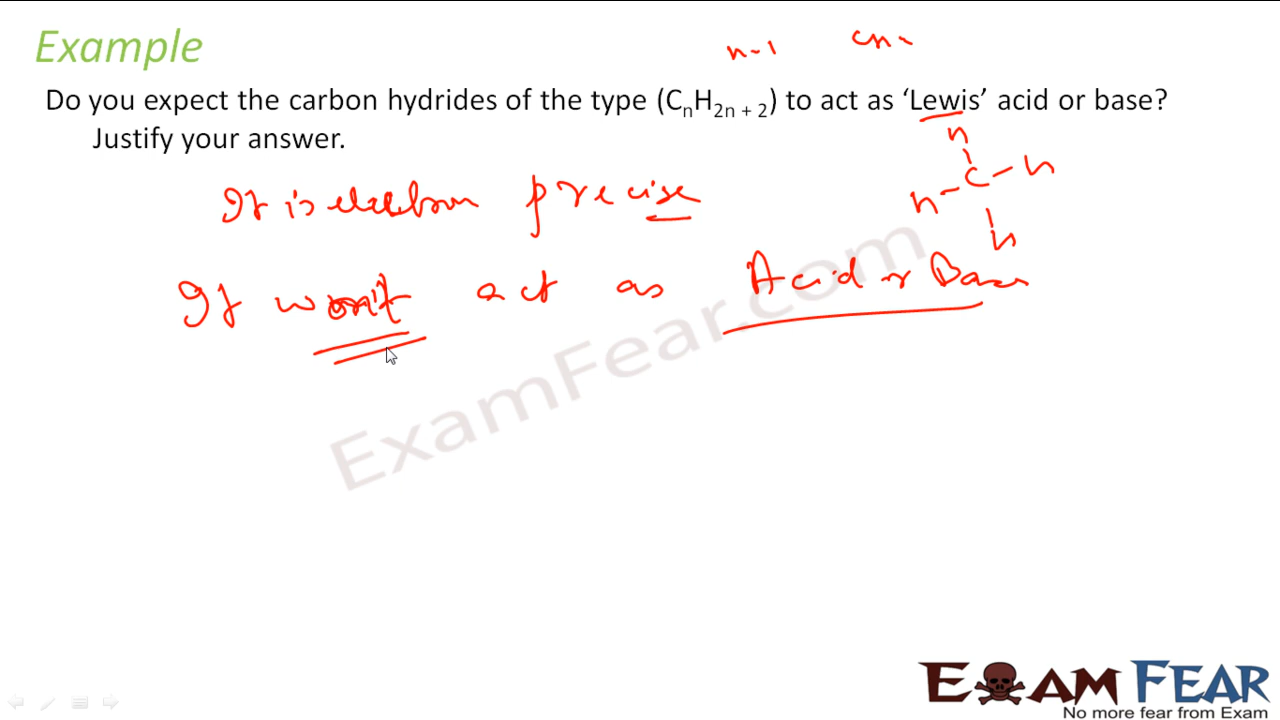 Example
n-1 CH-
Do you expect the carbon hydrides of the type (CₙH₂ₙ ₊ ₂) to act as ‘Lewis’ acid or base?
Justify your answer.
H
C
H
H
H
It is electron precise
It won't act as Acid or Base
ExamFear.com
EXAM FEAR
No more fear from Exam